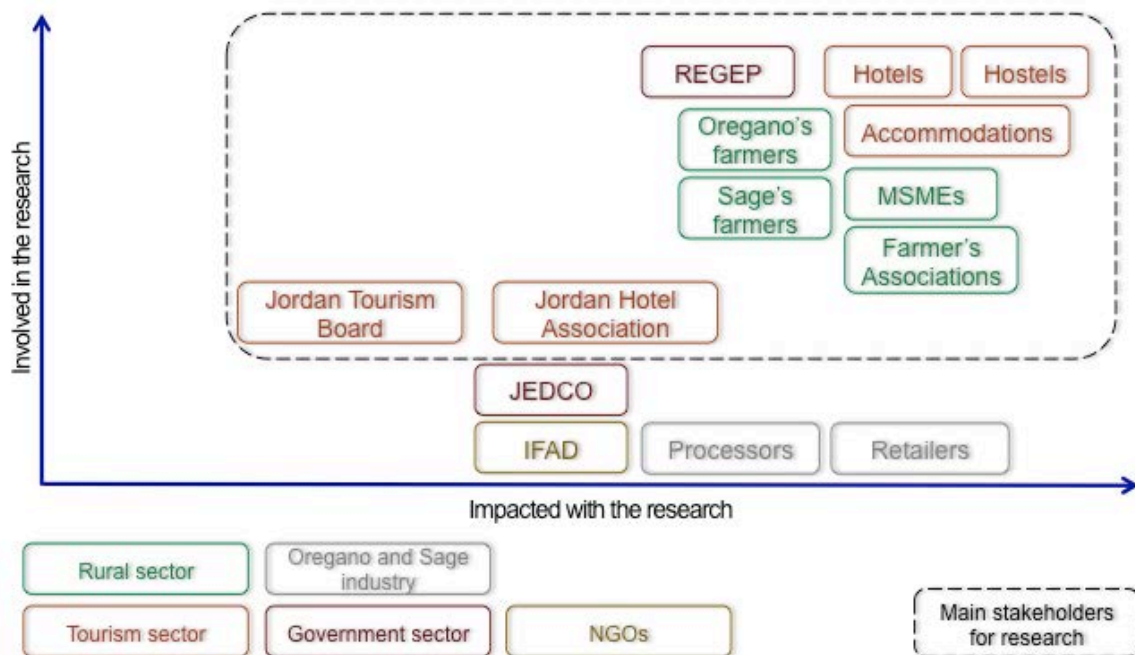 Involved in the research
REGEP
Hotels
Hostels
Oregano's
farmers
Accommodations
Sage's
farmers
MSMEs
Farmer's
Associations
Jordan Tourism
Board
Jordan Hotel
Association
JEDCO
IFAD
Processors
Retailers
Impacted with the research
Rural sector
Oregano and Sage
industry
Tourism sector
Government sector
NGOs
Main stakeholders
for research